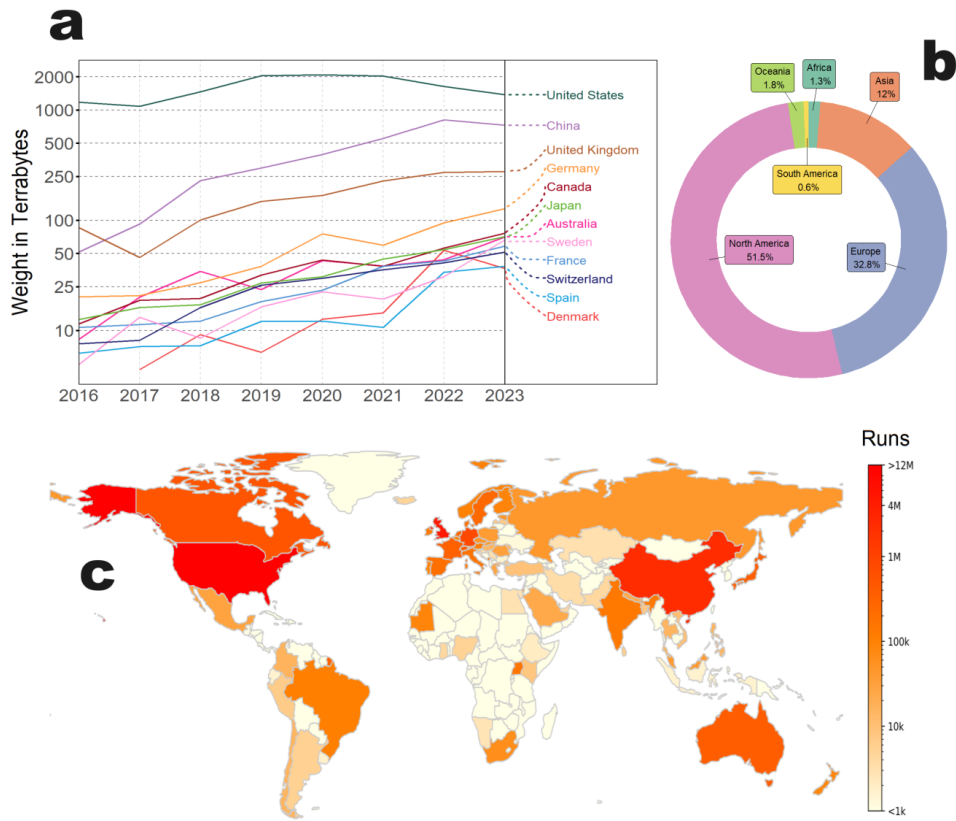 a
Weight in Terrabytes
2000
1000
500
250
100
50
25
10
2016 2017 2018 2019 2020 2021 2022 2023
United States
China
United Kingdom
Germany
Canada
Japan
Australia
Sweden
France
Switzerland
Spain
Denmark
b
Oceania
1.8%
Africa
1.3%
Asia
12%
South America
0.6%
North America
51.5%
Europe
32.8%
c
Runs
>12M
4M
1M
100k
10k
<1k